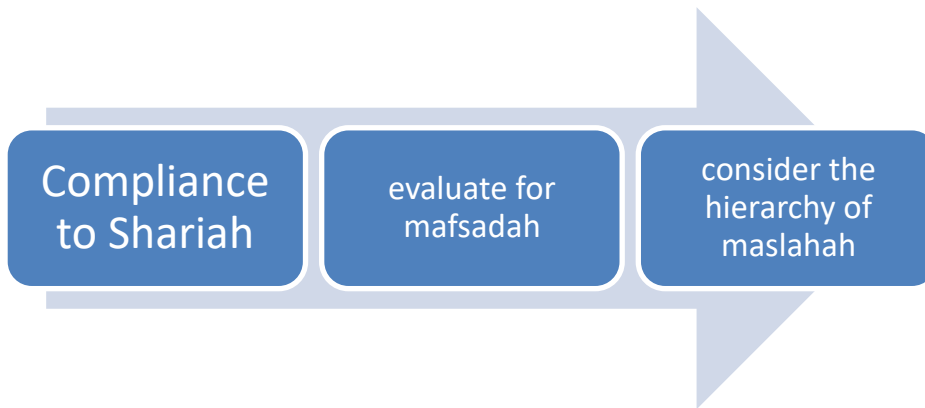 Compliance
to Shariah
evaluate for
mafsadah
consider the
hierarchy of
maslahah